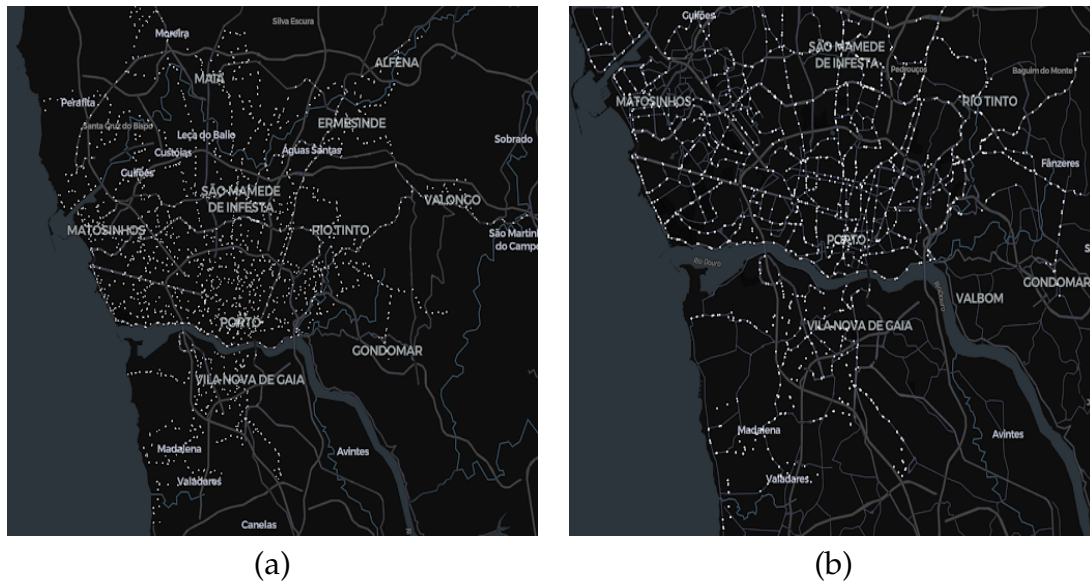 Silva Escura
Moreira
ALFENA
MAIA
Perafita
ERMESINDE
Santa Cruz do Bispo
Leça do Balio
Sobrado
Águas Santas
Custóias
Guifões
SÃO MAMEDE
DE INFESTA
VALONGO
MATOSINHOS
RIO TINTO
São Martinh
do Campo
PORTO
GONDOMAR
VILA NOVA DE GAIA
Madalena
Avintes
Valadares
Canelas
(a)
Guifões
SÃO MAMEDE
DE INFESTA
Pedrouços
Baguim do Monte
MATOSINHOS
RIO TINTO
Fânzeres
PORTO
Rio Douro
GONDOMAR
VALBOM
Rio Douro
VILA NOVA DE GAIA
Madalena
Avintes
Valadares
(b)